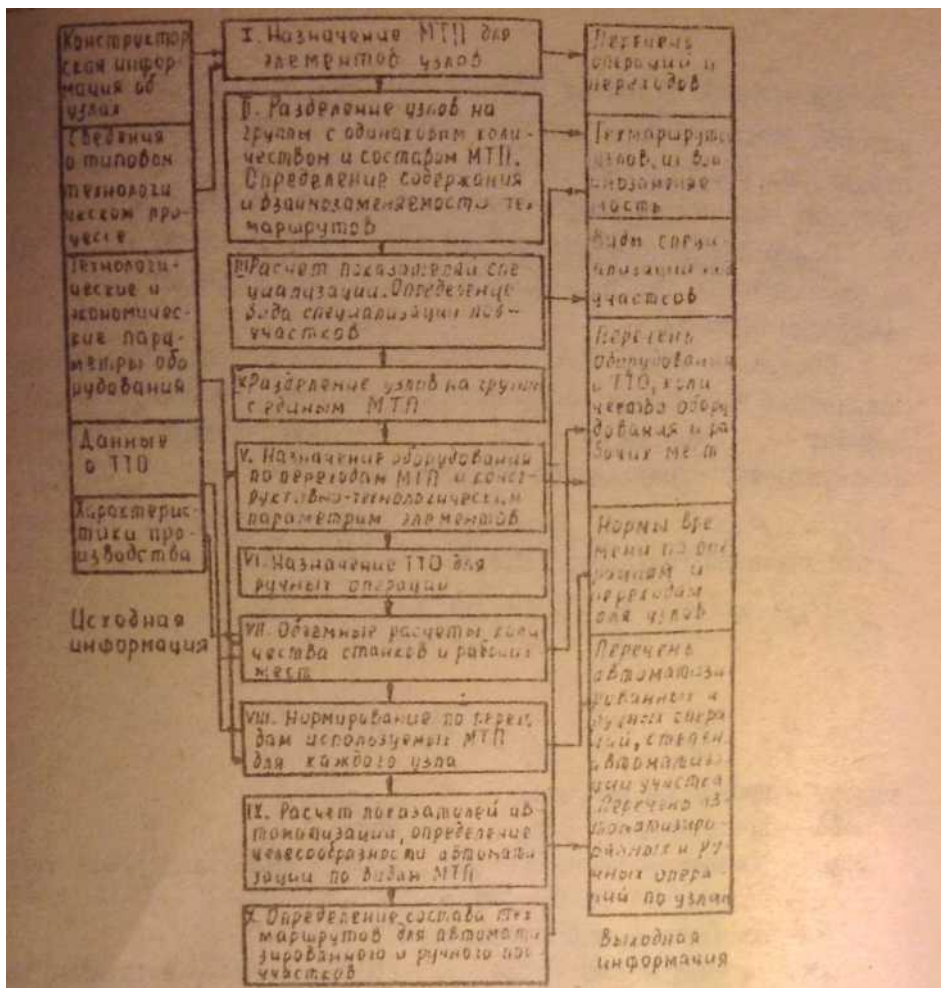 Конструктор
ская инфор-
мация об
узлах
Сведения
о типовом
технолог
ическом про-
цессе
Технологи-
ческие и
экономичес-
кие пара-
метры обо
рудования
Данные
о ТТО
Характерис-
тики про-
изводства
Исходная
информация
I. Назначение МТП для
элементов узлов
II. Разделение узлов на
группы с одинаковым коли-
чеством и составом МТП.
Определение содержания
и взаимозаменяемости тех
маршрутов
III Расчет показателей спе
циализации. Определение
вида специализации под-
участков
Разделение узлов на группы
с единым МТП
V. Назначение оборудования
по переходам МТП и конст-
руктивно-технологическим
параметрам элементов
VI. Назначение ТТО для
ручных операции
VII. Объемные расчеты, коли
чества станков и рабочих
мест
VIII. Нормирование по перехо
дам используемых МТП
для каждого узла
IX. Расчет показателей ав
томатизации, определение
целесообразности автомати
зации по видам МТП
X. Определение состава тех
маршрутов для автомати
зированного и ручного под
участков
Перечень
операций и
переходов
Техмаршруты
узлов, их вза
имозаменяе-
мость
Виды специ
ализации под
участков
Перечень
оборудования
и ТТО, коли
чество обору
дования и ра
бочих мест
Нормы вре
мени по опе
рациям и
переходам
для узлов
Перечень
автоматизи
рованных и
ручных опера
ций, степень
автоматиза
ции участка
Перечень ав
томатизиро
ванных и ру
чных опера
ций по узлам
Выходная
информация